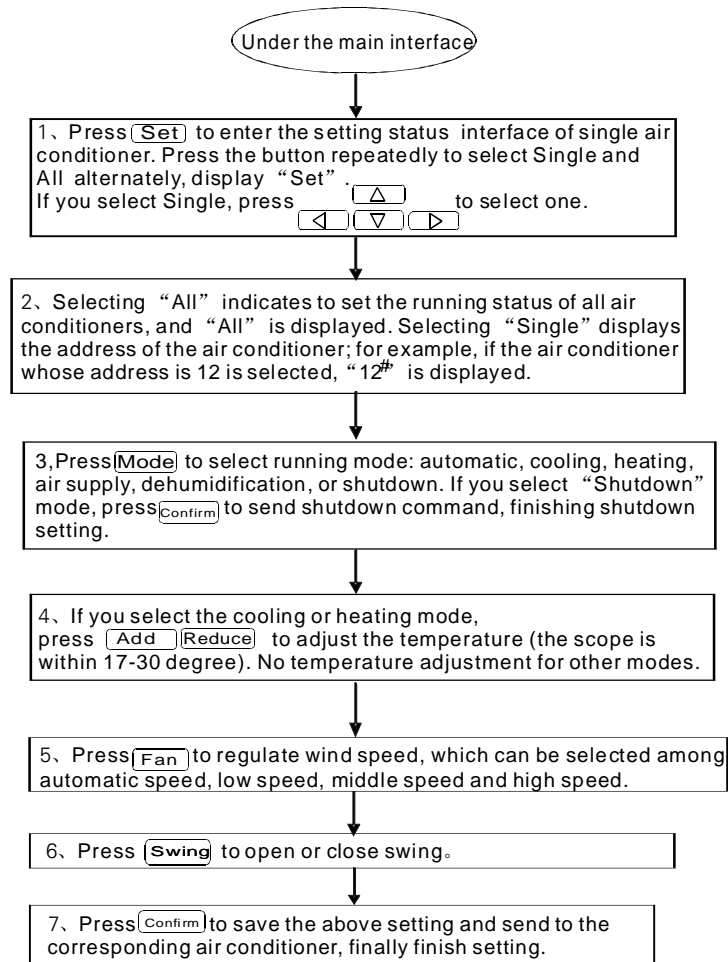 Under the main interface
1、Press Set to enter the setting status interface of single air
conditioner. Press the button repeatedly to select Single and
All alternately, display “Set”.
If you select Single, press △ to select one.
◁ ▽ ▷
2、Selecting “All” indicates to set the running status of all air
conditioners, and “All” is displayed. Selecting “Single” displays
the address of the air conditioner; for example, if the air conditioner
whose address is 12 is selected, “12#” is displayed.
3,Press Mode to select running mode: automatic, cooling, heating,
air supply, dehumidification, or shutdown. If you select “Shutdown”
mode, press Confirm to send shutdown command, finishing shutdown
setting.
4、If you select the cooling or heating mode,
press Add Reduce to adjust the temperature (the scope is
within 17-30 degree). No temperature adjustment for other modes.
5、Press Fan to regulate wind speed, which can be selected among
automatic speed, low speed, middle speed and high speed.
6、Press Swing to open or close swing。
7、Press Confirm to save the above setting and send to the
corresponding air conditioner, finally finish setting.